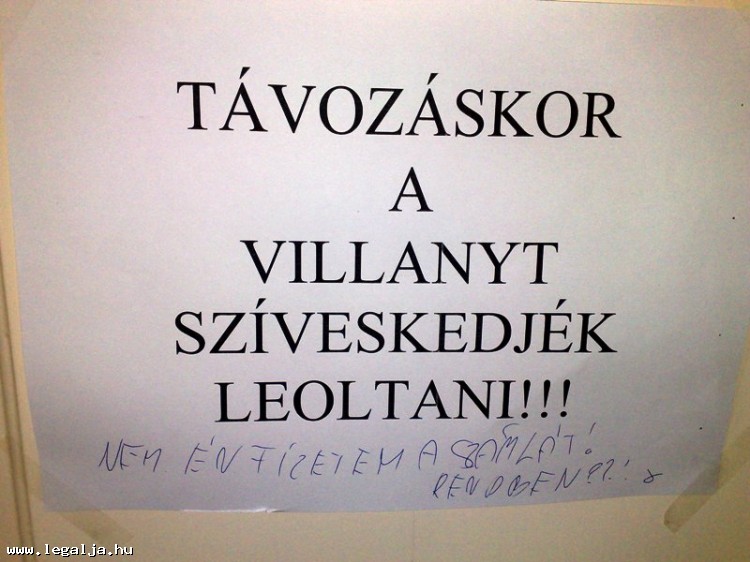 TÁVOZÁSKOR
A
VILLANYT
SZÍVESKEDJÉK
LEOLTANI!!!
NEM ÉN FIZETEM A SZÁMLÁT!
RENDBEN??!
www.legalja.hu